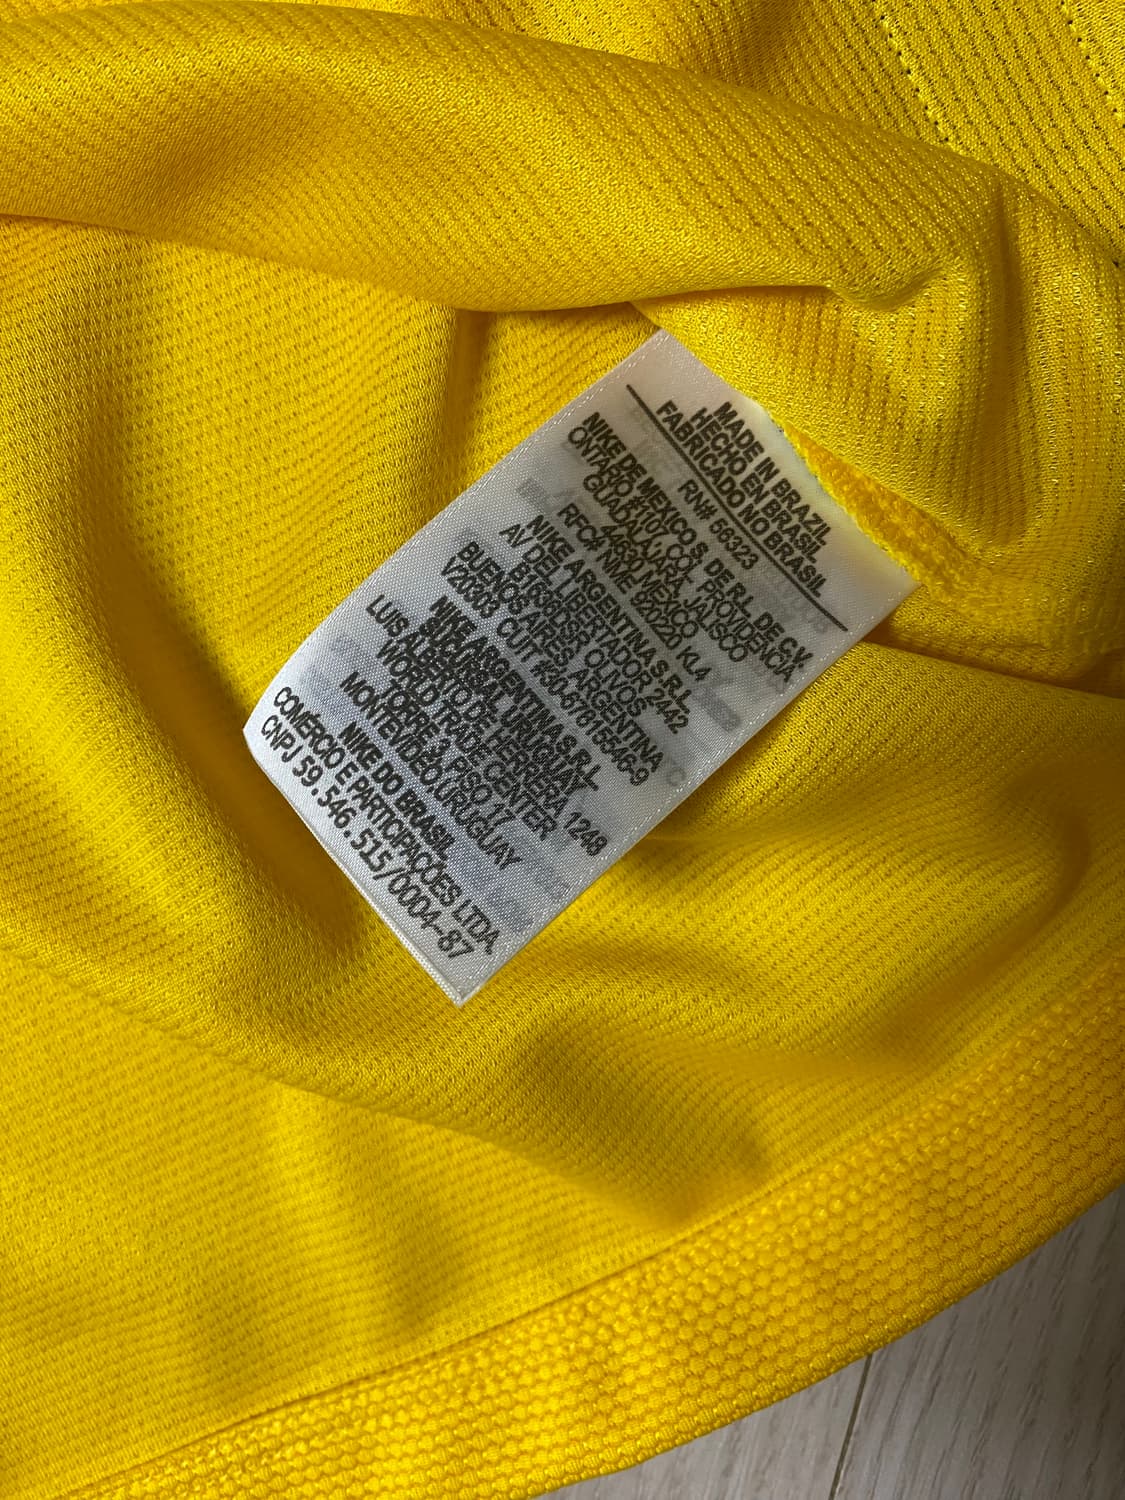 MADE IN BRAZIL
HECHO EN BRASIL
FABRICADO NO BRASIL
RN# 56323
NIKE DE MEXICO S. DE R.L. DE C.V.
ONTARIO #1107, COL. PROVIDENCIA
GUADALAJARA, JALISCO
44630, MEXICO
RFC# NME 920220 KL4
NIKE ARGENTINA S.R.L.
AV DEL LIBERTADOR 2442
B1636DSR OLIVOS
BUENOS AIRES, ARGENTINA
V20303 CUIT #30-67815546-9
NIKE ARGENTINA S.R.L.
SUCURSAL URUGUAY
LUIS ALBERTO DE HERRERA 1248
WORLD TRADE CENTER
TORRE 3, PISO 17
MONTEVIDEO URUGUAY
NIKE DO BRASIL
COMÉRCIO E PARTICIPAÇÕES LTDA.
CNPJ 59.546.515/0004-87